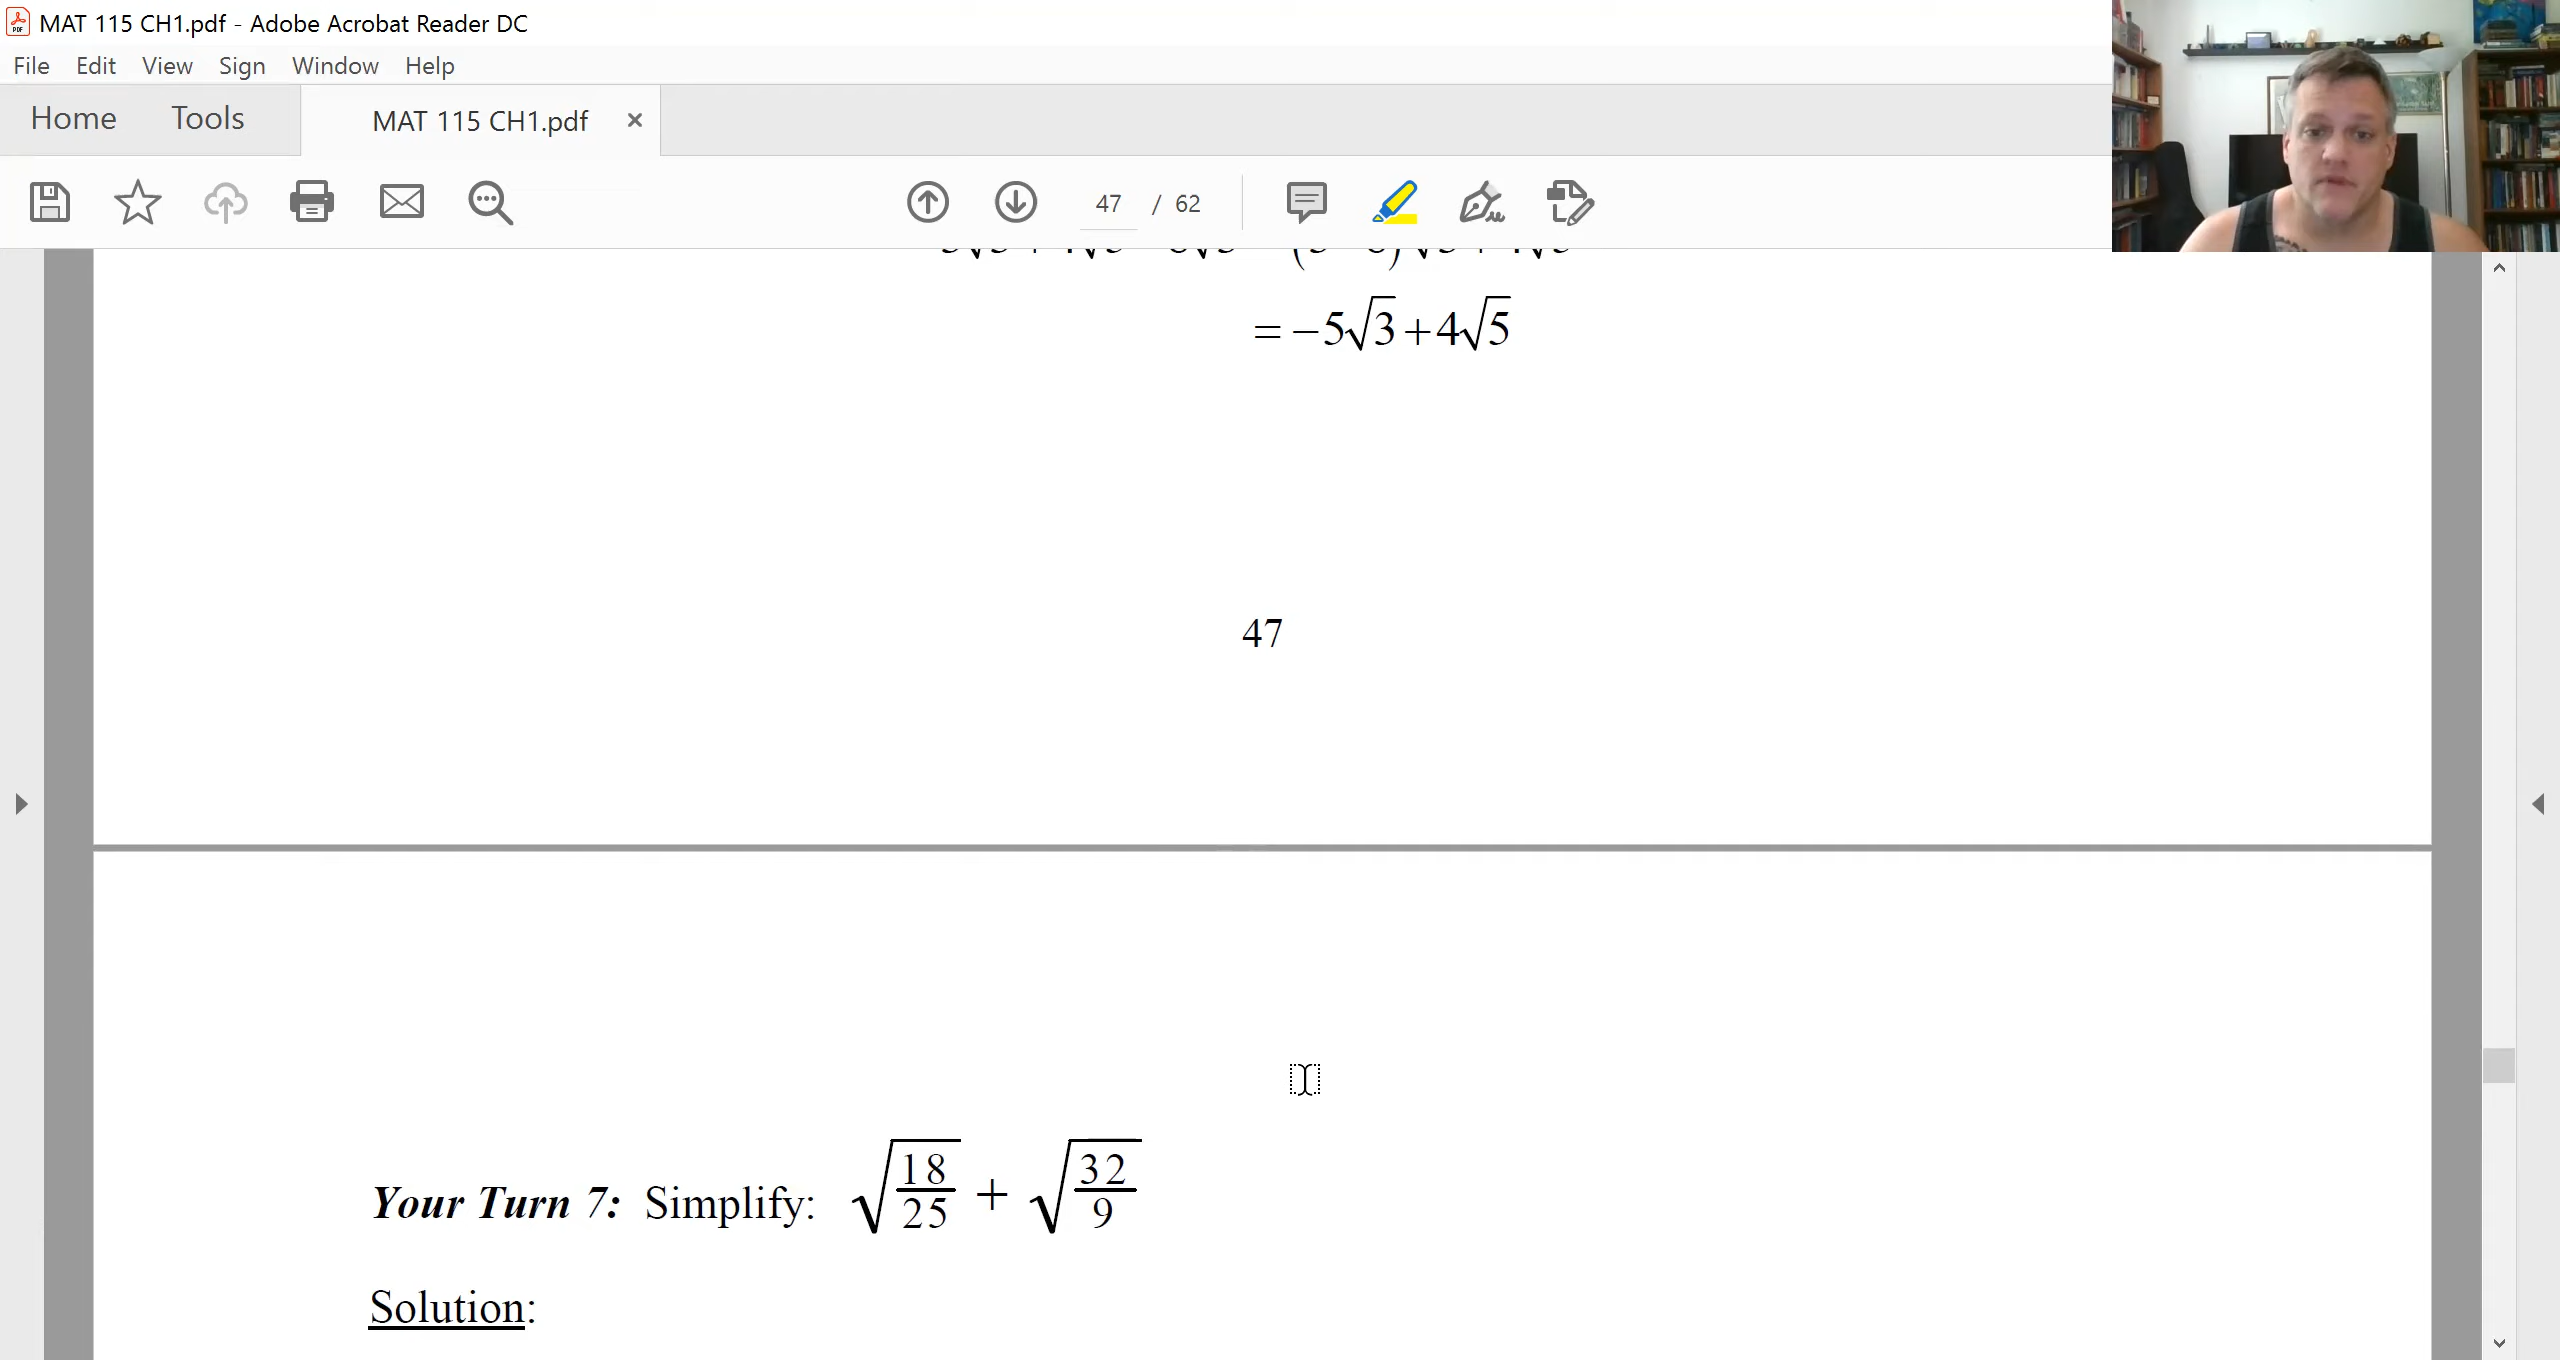 MAT 115 CH1.pdf - Adobe Acrobat Reader DC
File Edit View Sign Window Help
Home Tools MAT 115 CH1.pdf ×
47 / 62
= −5√3 + 4√5
47
Your Turn 7: Simplify: √(18/25) + √(32/9)
Solution: